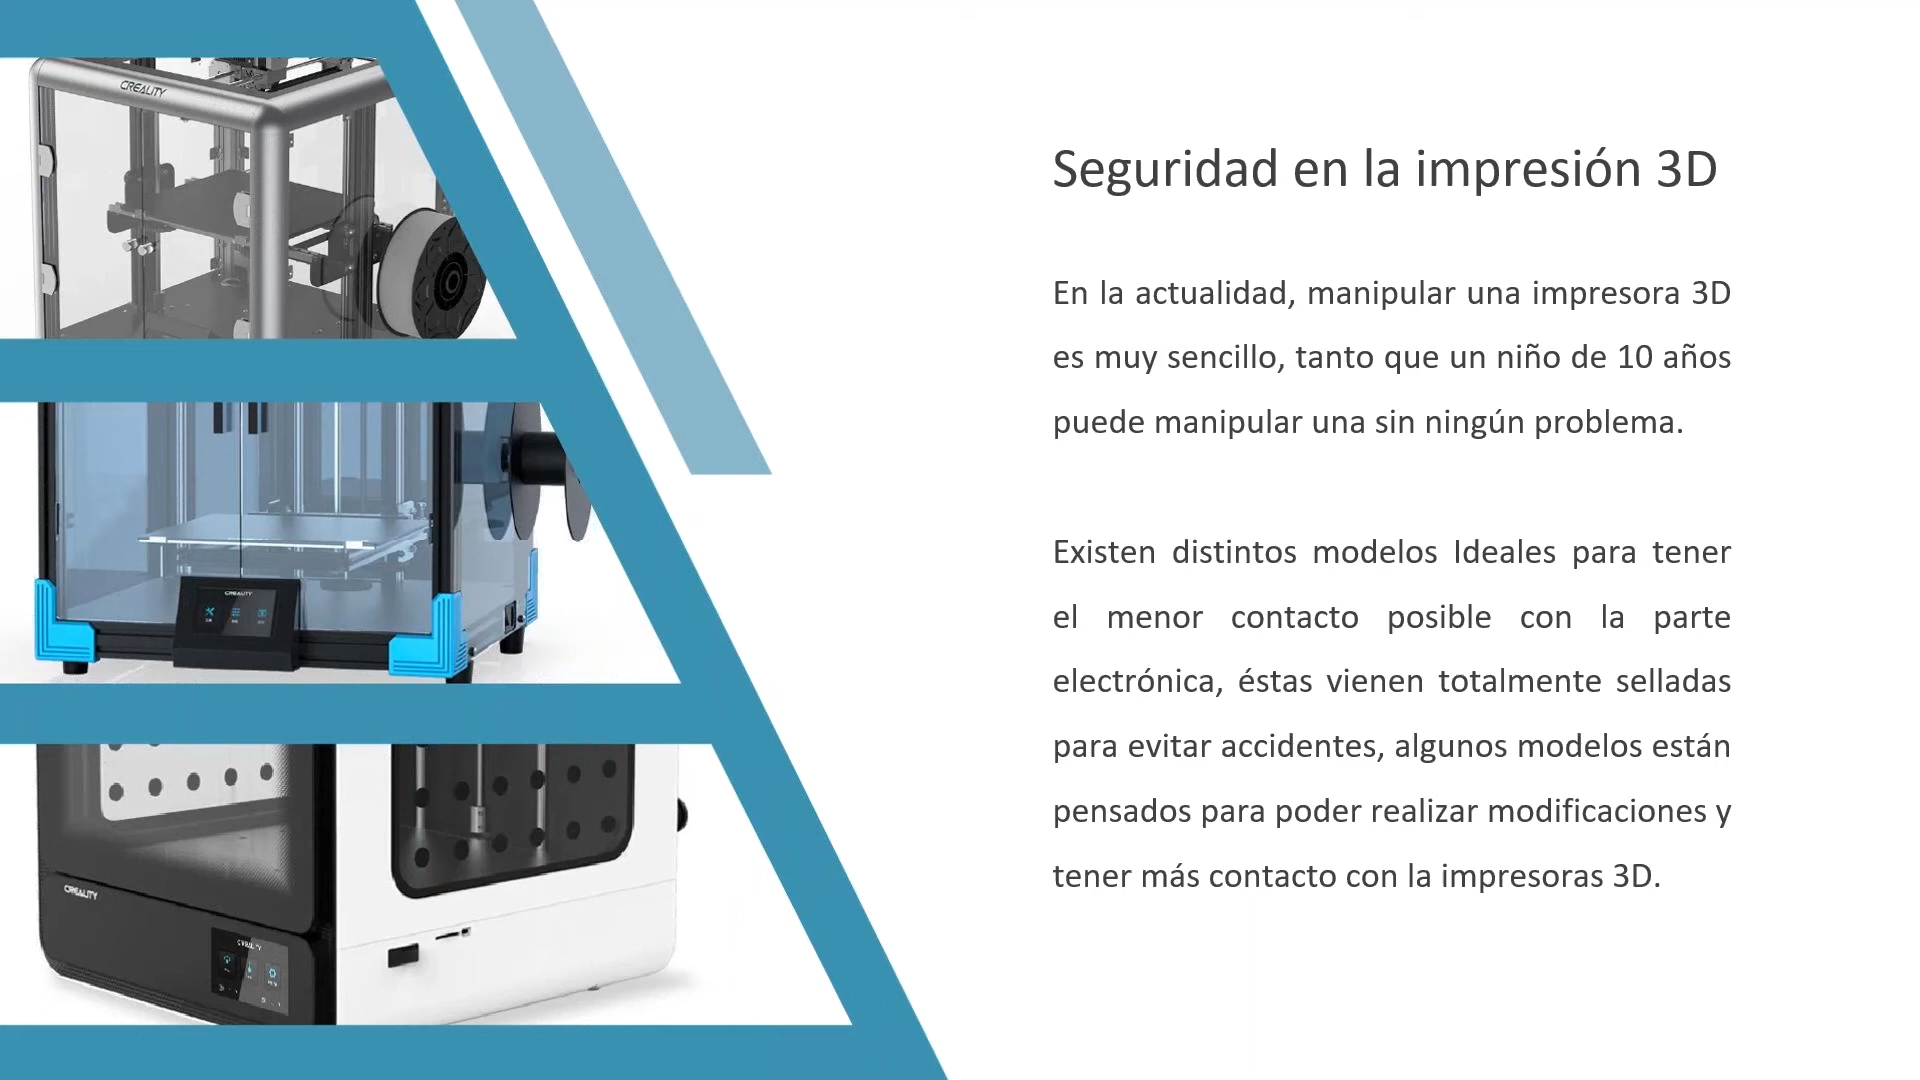 CREALITY
CREALITY
CREALITY
CREALITY
Seguridad en la impresión 3D
En la actualidad, manipular una impresora 3D
es muy sencillo, tanto que un niño de 10 años
puede manipular una sin ningún problema.
Existen distintos modelos Ideales para tener
el menor contacto posible con la parte
electrónica, éstas vienen totalmente selladas
para evitar accidentes, algunos modelos están
pensados para poder realizar modificaciones y
tener más contacto con la impresoras 3D.